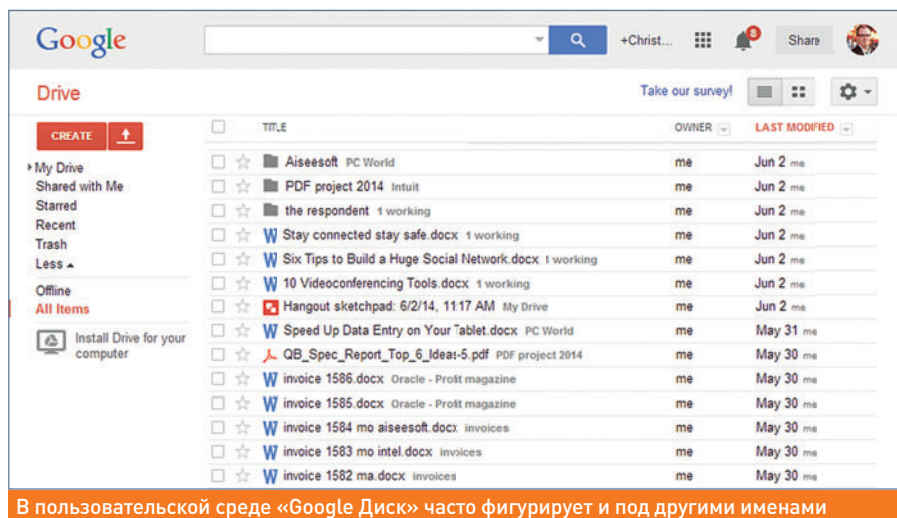 Google
+Christ...
8
Share
Drive
Take our survey!
CREATE
TITLE
OWNER
LAST MODIFIED
My Drive
Shared with Me
Starred
Recent
Trash
Less
Offline
All Items
Install Drive for your
computer
Aiseesoft PC World me Jun 2 me
PDF project 2014 Intuit me Jun 2 me
the respondent 1 working me Jun 2 me
Stay connected stay safe.docx 1 working me Jun 2 me
Six Tips to Build a Huge Social Network.docx 1 working me Jun 2 me
10 Videoconferencing Tools.docx 1 working me Jun 2 me
Hangout sketchpad: 6/2/14, 11:17 AM My Drive me Jun 2 me
Speed Up Data Entry on Your Tablet.docx PC World me May 31 me
QB_Spec_Report_Top_6_Ideas-5.pdf PDF project 2014 me May 30 me
invoice 1586.docx Oracle - Profit magazine me May 30 me
invoice 1585.docx Oracle - Profit magazine me May 30 me
invoice 1584 mo aiseesoft.docx invoices me May 30 me
invoice 1583 mo intel.docx invoices me May 30 me
invoice 1582 ma.docx invoices me May 30 me
В пользовательской среде «Google Диск» часто фигурирует и под другими именами